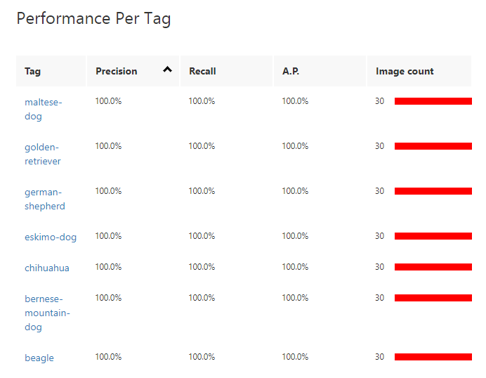 Performance Per Tag
Tag Precision Recall A.P. Image count
maltese- 100.0% 100.0% 100.0% 30
dog
golden- 100.0% 100.0% 100.0% 30
retriever
german- 100.0% 100.0% 100.0% 30
shepherd
eskimo-dog 100.0% 100.0% 100.0% 30
chihuahua 100.0% 100.0% 100.0% 30
bernese- 100.0% 100.0% 100.0% 30
mountain-
dog
beagle 100.0% 100.0% 100.0% 30